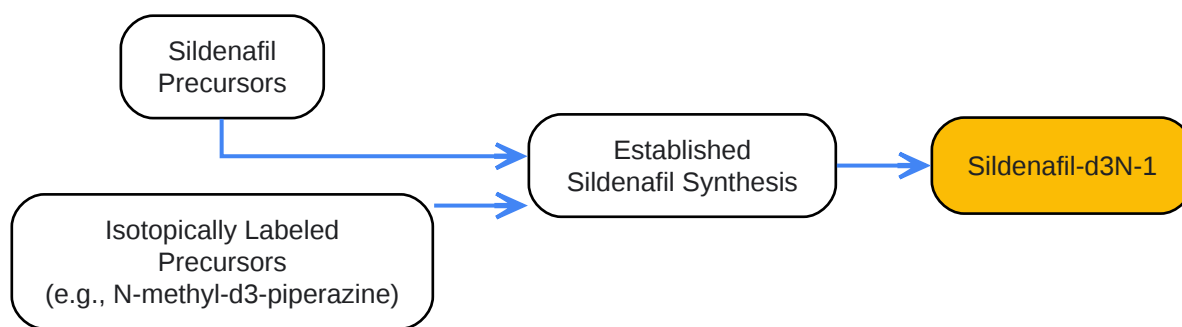 Sildenafil
Precursors
Established
Sildenafil Synthesis
Sildenafil-d3N-1
Isotopically Labeled
Precursors
(e.g., N-methyl-d3-piperazine)